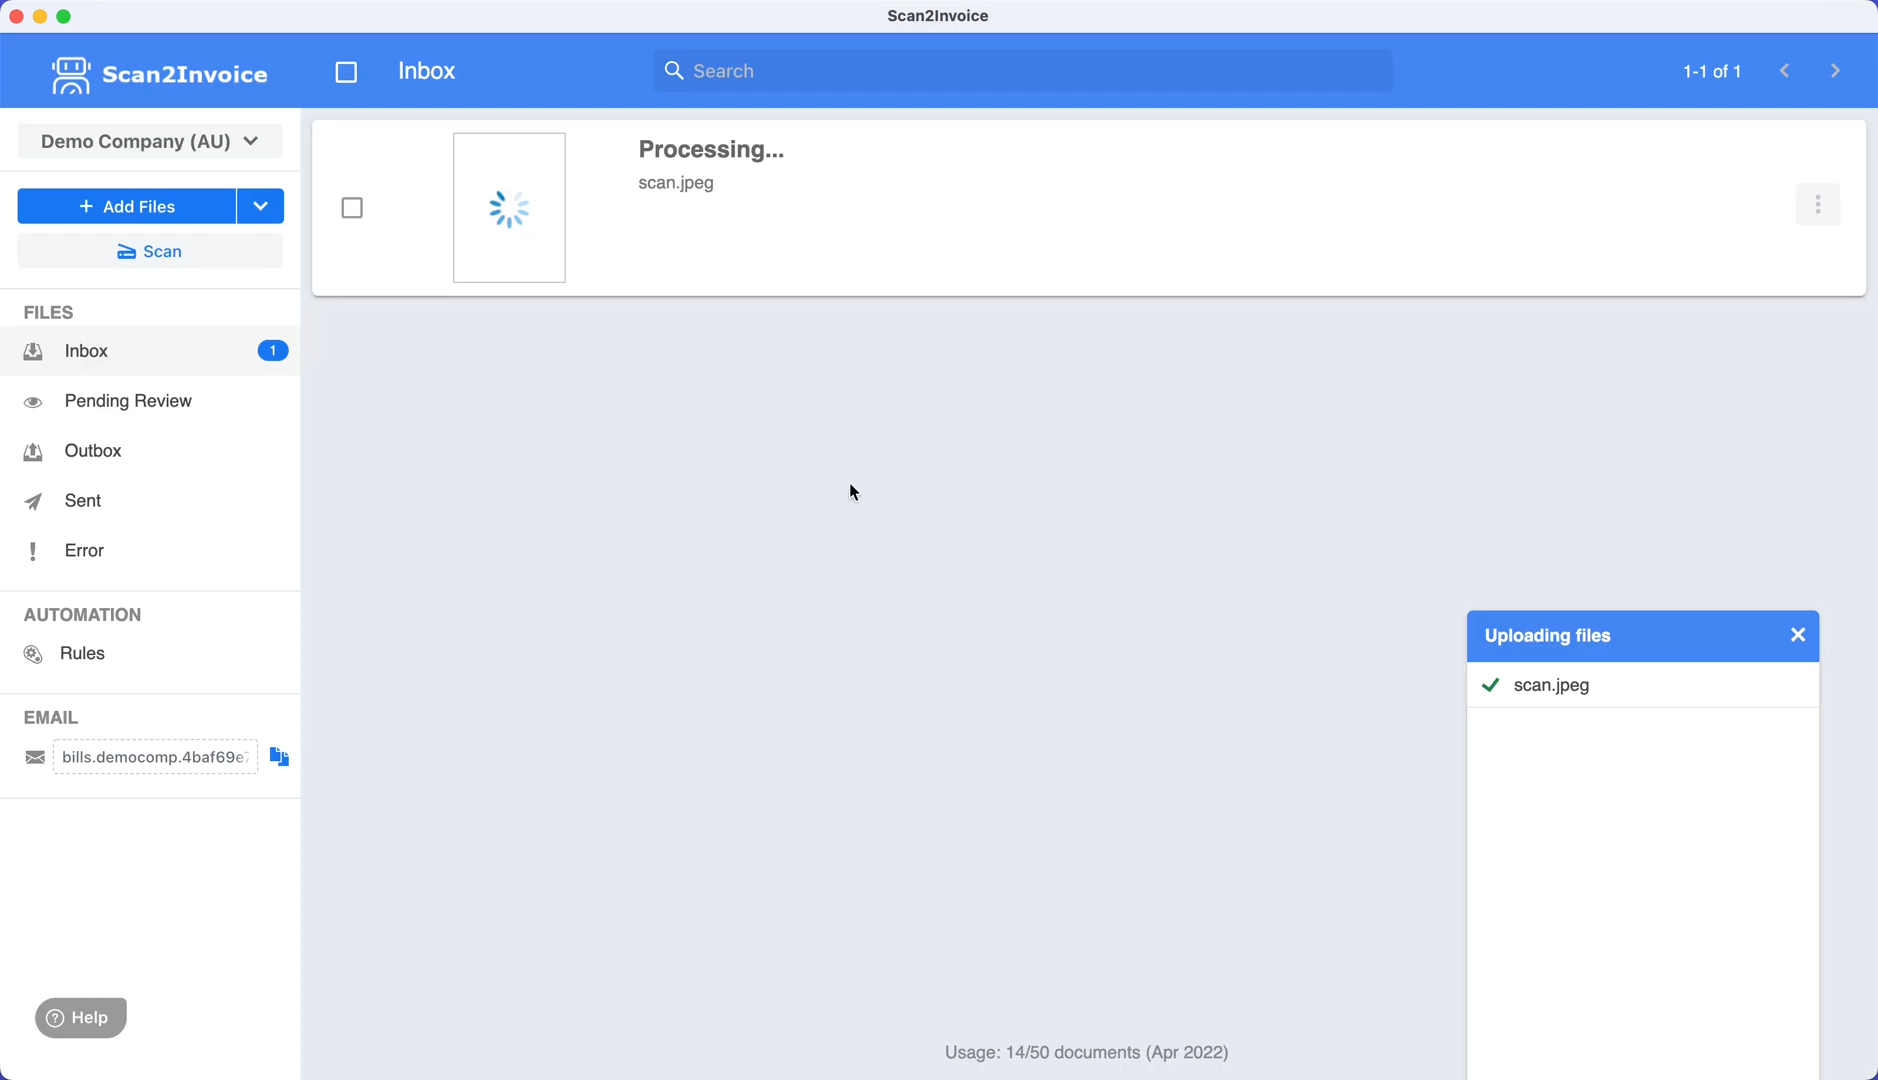 Scan2Invoice
Scan2Invoice
Inbox
Search
1-1 of 1
Demo Company (AU)
+ Add Files
Scan
FILES
Inbox
1
Pending Review
Outbox
Sent
Error
AUTOMATION
Rules
EMAIL
bills.democomp.4baf69e
Help
Processing...
scan.jpeg
Uploading files
scan.jpeg
Usage: 14/50 documents (Apr 2022)